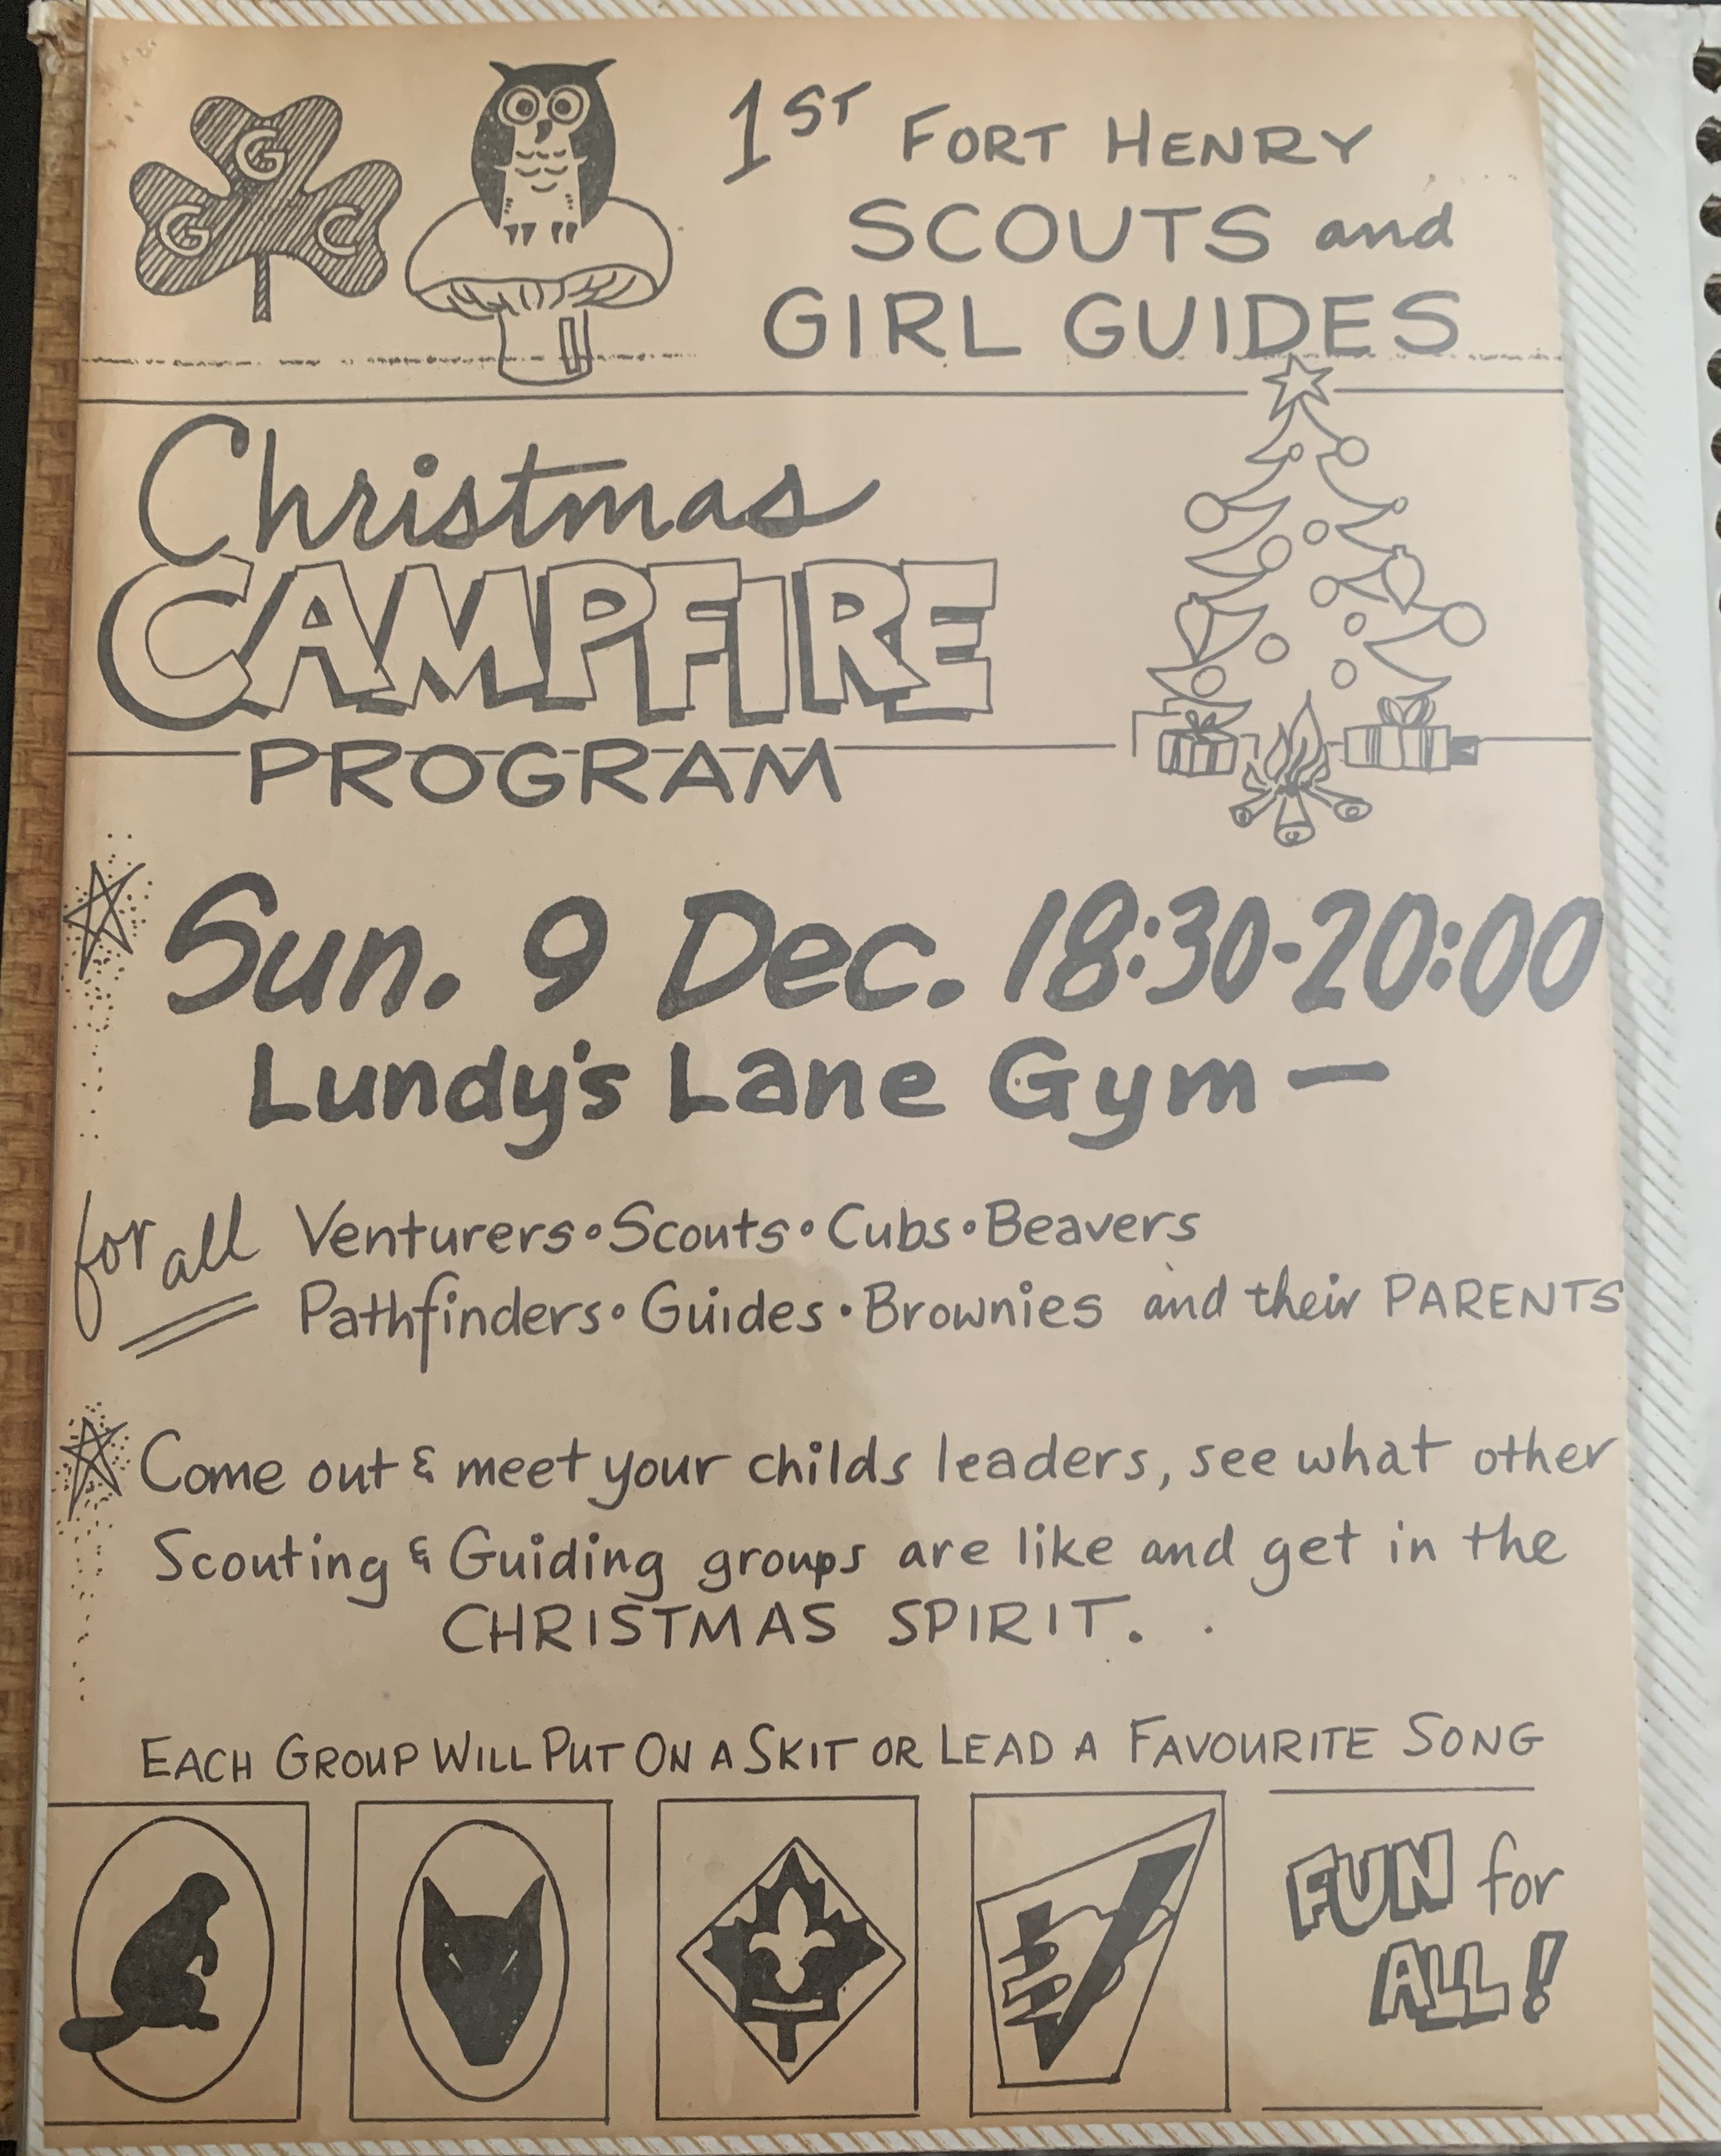 G
G C
1ST FORT HENRY
SCOUTS and
GIRL GUIDES
Christmas
CAMPFIRE
PROGRAM
Sun. 9 Dec. 18:30-20:00
Lundy's Lane Gym —
for all Venturers • Scouts • Cubs • Beavers
Pathfinders • Guides • Brownies and their PARENTS
Come out & meet your childs leaders, see what other
Scouting & Guiding groups are like and get in the
CHRISTMAS SPIRIT.
EACH GROUP WILL PUT ON A SKIT OR LEAD A FAVOURITE SONG
FUN for
ALL!